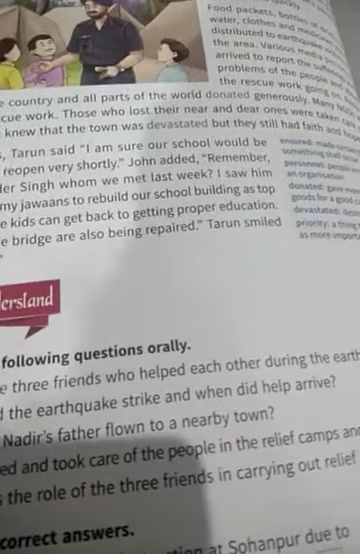 quickly.
Food packets, bottles of
water, clothes and medicines
distributed to earthquake
the area. Various media
arrived to report the
problems of the people and
the rescue work going on
e country and all parts of the world donated generously. Many
cue work. Those who lost their near and dear ones were taken care
knew that the town was devastated but they still had faith and
, Tarun said "I am sure our school would be
reopen very shortly." John added, "Remember,
der Singh whom we met last week? I saw him
my jawaans to rebuild our school building as top
e kids can get back to getting proper education.
e bridge are also being repaired." Tarun smiled
ensured: made
something shall
personnel: people
an organisation
donated: gave
goods for a good
devastated:
priority: a thing
as more important
erstand
following questions orally.
e three friends who helped each other during the earth
d the earthquake strike and when did help arrive?
Nadir's father flown to a nearby town?
ed and took care of the people in the relief camps and
s the role of the three friends in carrying out relief
correct answers.
at Sohanpur due to